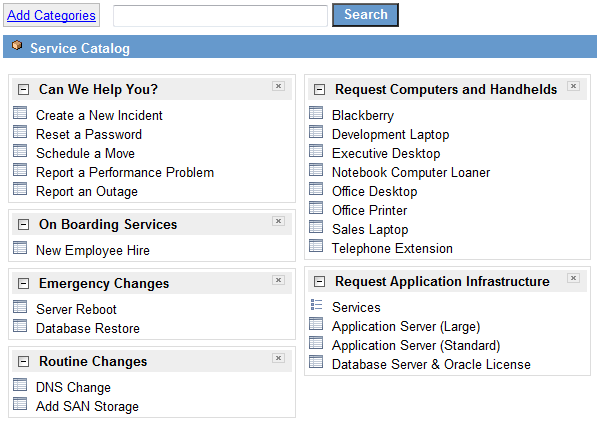 Add Categories
Search
Service Catalog
Can We Help You?
Create a New Incident
Reset a Password
Schedule a Move
Report a Performance Problem
Report an Outage
On Boarding Services
New Employee Hire
Emergency Changes
Server Reboot
Database Restore
Routine Changes
DNS Change
Add SAN Storage
Request Computers and Handhelds
Blackberry
Development Laptop
Executive Desktop
Notebook Computer Loaner
Office Desktop
Office Printer
Sales Laptop
Telephone Extension
Request Application Infrastructure
Services
Application Server (Large)
Application Server (Standard)
Database Server & Oracle License